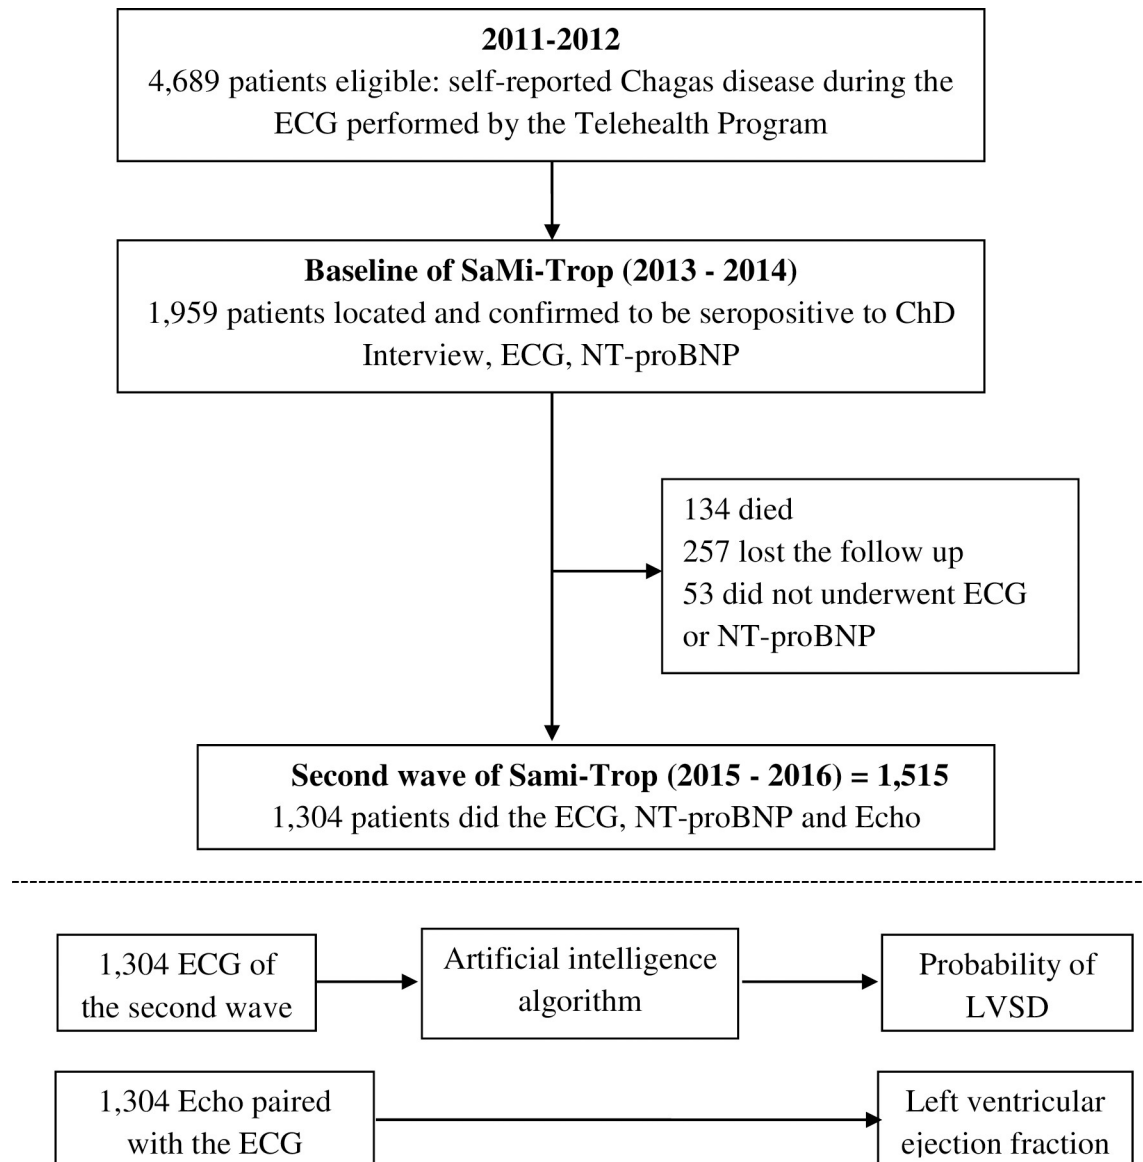 2011-2012
4,689 patients eligible: self-reported Chagas disease during the
ECG performed by the Telehealth Program
Baseline of SaMi-Trop (2013 - 2014)
1,959 patients located and confirmed to be seropositive to ChD
Interview, ECG, NT-proBNP
134 died
257 lost the follow up
53 did not underwent ECG
or NT-proBNP
Second wave of Sami-Trop (2015 - 2016) = 1,515
1,304 patients did the ECG, NT-proBNP and Echo
1,304 ECG of
the second wave
Artificial intelligence
algorithm
Probability of
LVSD
1,304 Echo paired
with the ECG
Left ventricular
ejection fraction